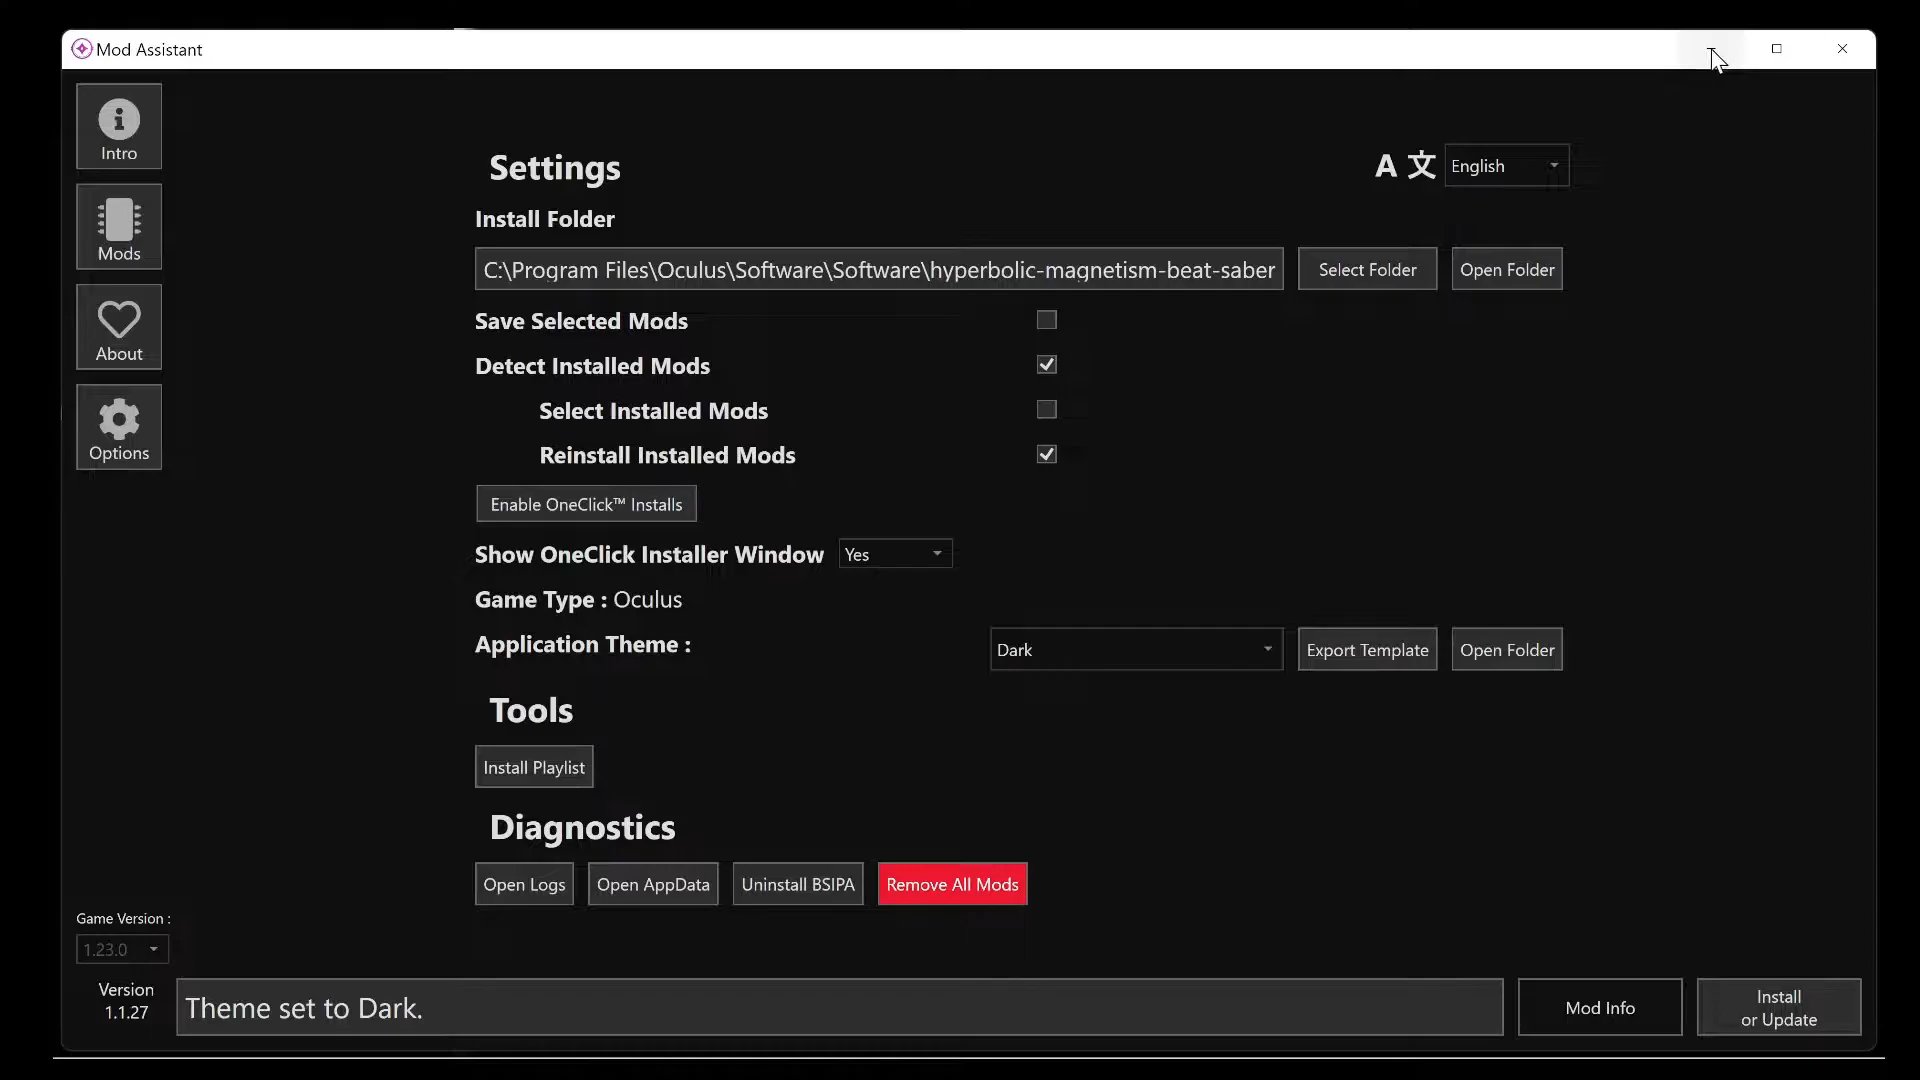 Mod Assistant
Intro
Mods
About
Options
Settings
A 文 English
Install Folder
C:\Program Files\Oculus\Software\Software\hyperbolic-magnetism-beat-saber Select Folder Open Folder
Save Selected Mods
Detect Installed Mods
Select Installed Mods
Reinstall Installed Mods
Enable OneClick™ Installs
Show OneClick Installer Window Yes
Game Type : Oculus
Application Theme : Dark Export Template Open Folder
Tools
Install Playlist
Diagnostics
Open Logs Open AppData Uninstall BSIPA Remove All Mods
Game Version :
1.23.0
Version
1.1.27
Theme set to Dark.
Mod Info
Install
or Update